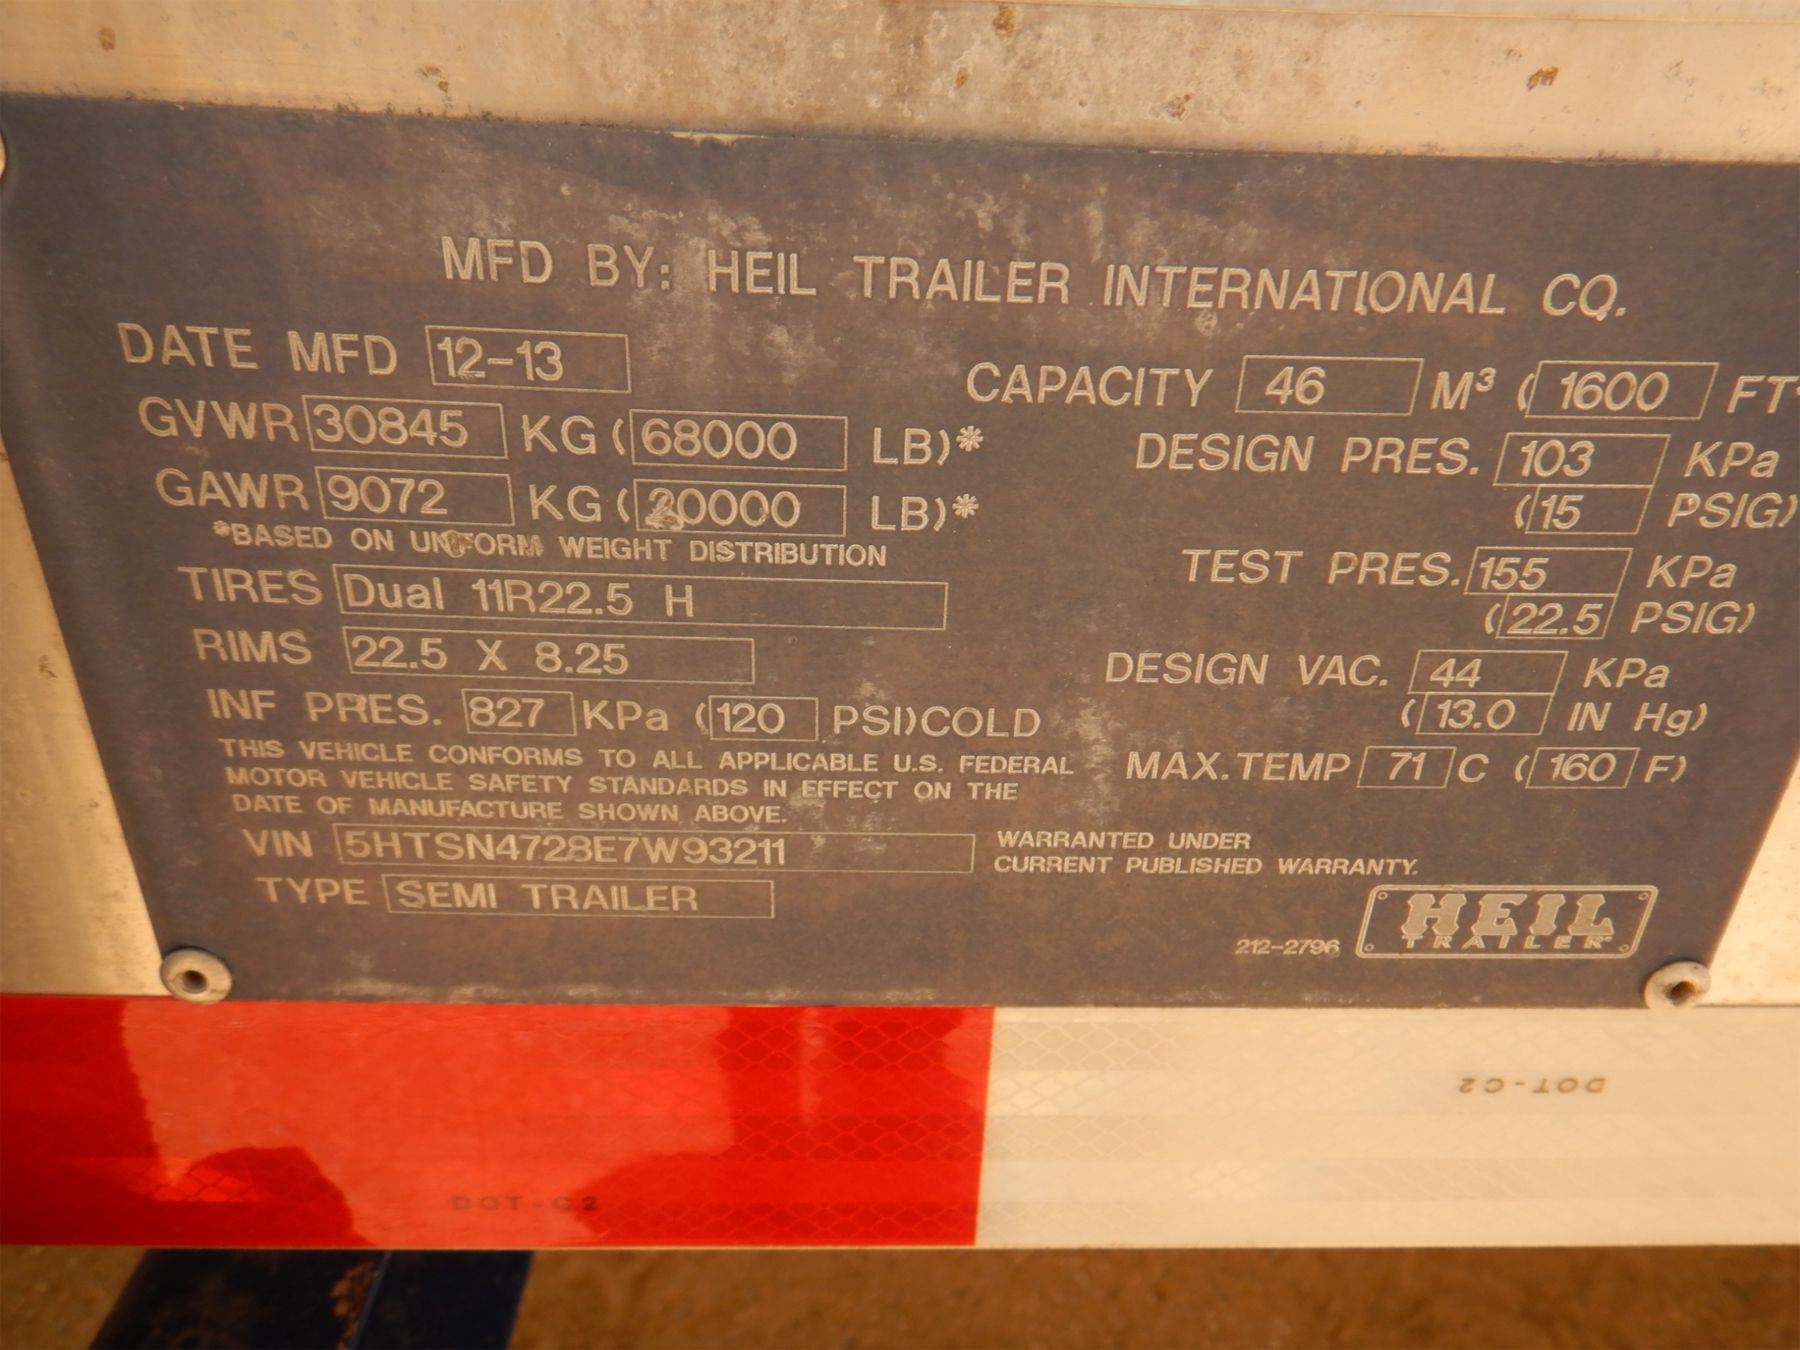 MFD BY: HEIL TRAILER INTERNATIONAL CO.
DATE MFD 12-13
GVWR 30845 KG (68000 LB)*
GAWR 9072 KG (20000 LB)*
*BASED ON UNIFORM WEIGHT DISTRIBUTION
TIRES Dual 11R22.5 H
RIMS 22.5 X 8.25
INF PRES. 827 KPa (120 PSI)COLD
THIS VEHICLE CONFORMS TO ALL APPLICABLE U.S. FEDERAL
MOTOR VEHICLE SAFETY STANDARDS IN EFFECT ON THE
DATE OF MANUFACTURE SHOWN ABOVE.
VIN 5HTSN4728E7W93211
TYPE SEMI TRAILER
CAPACITY 46 M³ (1600 FT
DESIGN PRES. 103 KPa
(15 PSIG)
TEST PRES. 155 KPa
(22.5 PSIG)
DESIGN VAC. 44 KPa
(13.0 IN Hg)
MAX. TEMP 71 C (160 F)
WARRANTED UNDER
CURRENT PUBLISHED WARRANTY.
212-2796
HEIL
TRAILER
DOT-C2
DOT-C2